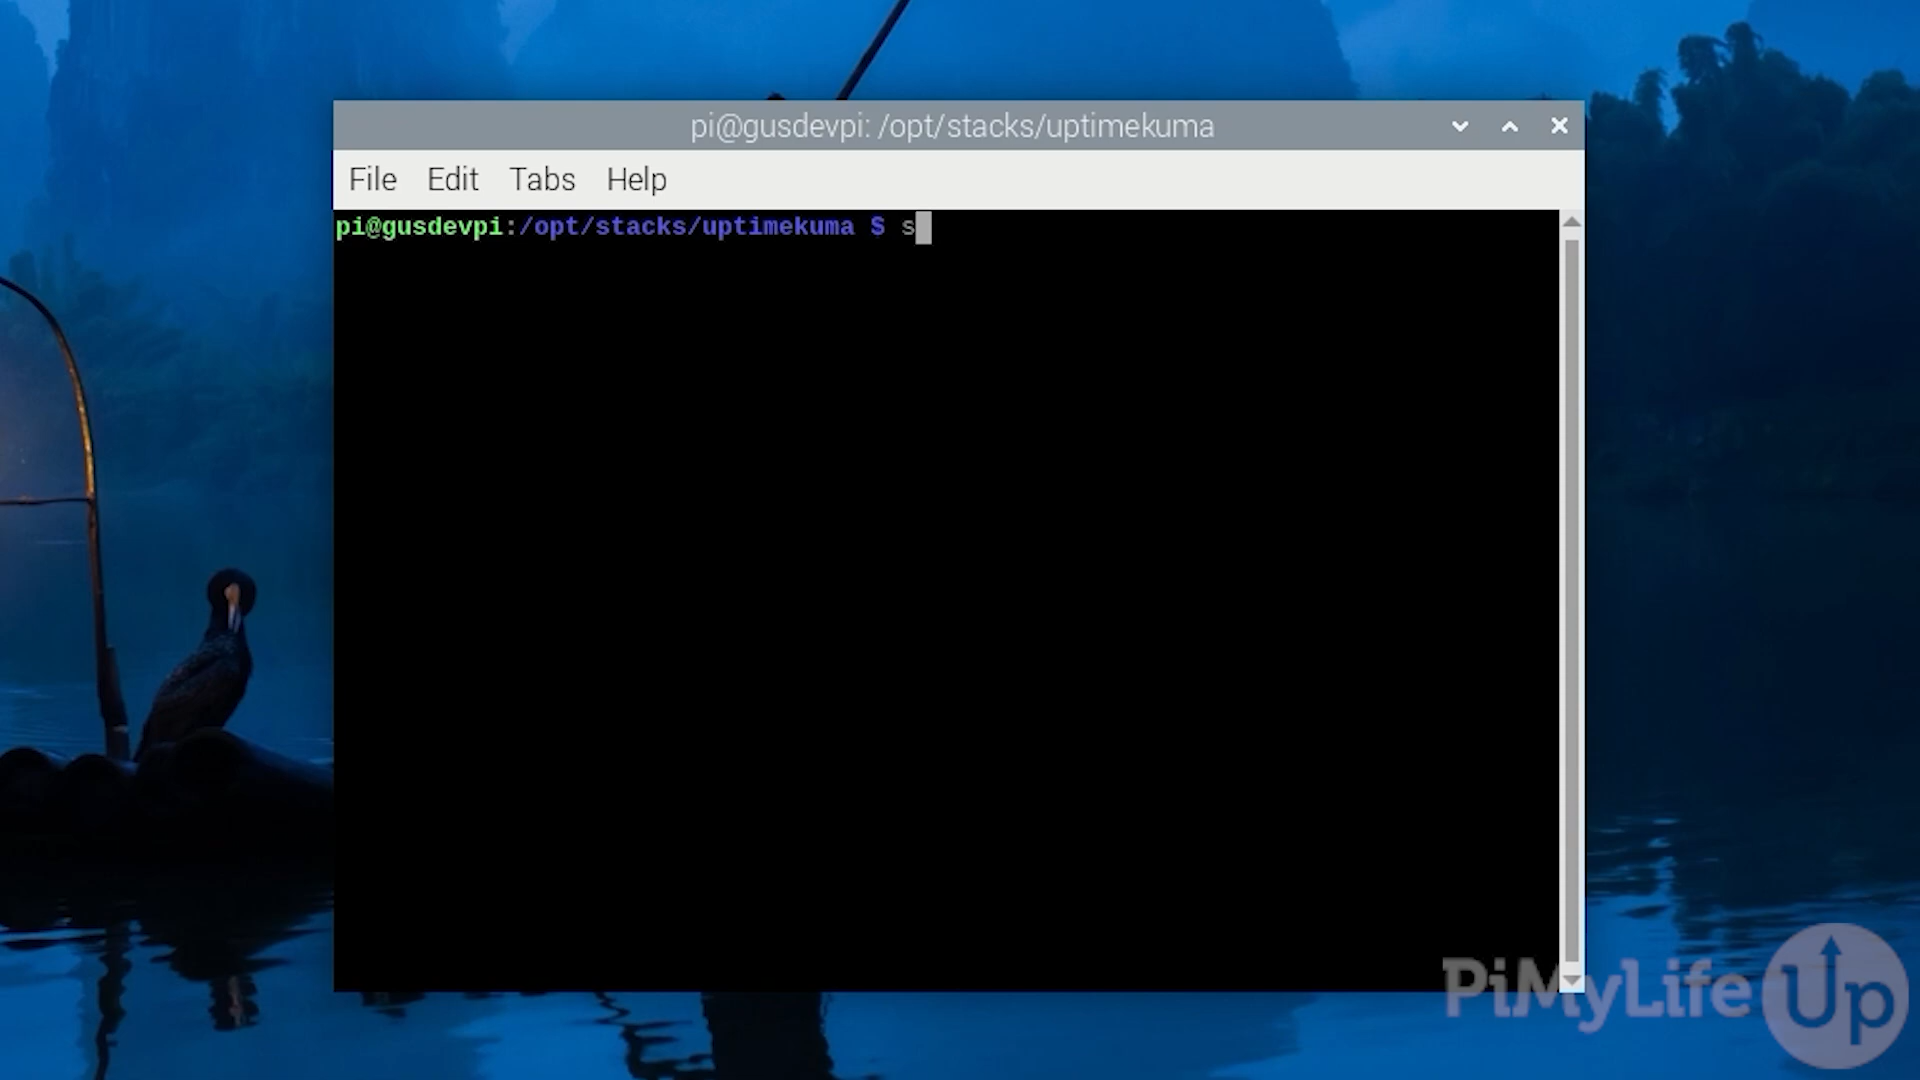 pi@gusdevpi: /opt/stacks/uptimekuma
File Edit Tabs Help
pi@gusdevpi:/opt/stacks/uptimekuma $ s
PiMyLifeUp